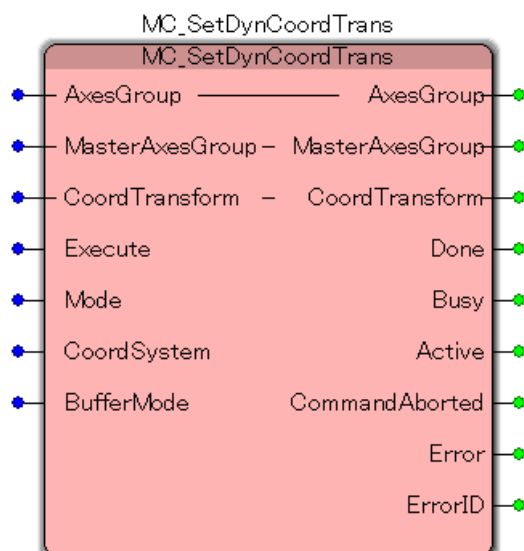 MC_SetDynCoordTrans
MC_SetDynCoordTrans
AxesGroup AxesGroup
MasterAxesGroup MasterAxesGroup
CoordTransform CoordTransform
Execute Done
Mode Busy
CoordSystem Active
BufferMode CommandAborted
Error
ErrorID